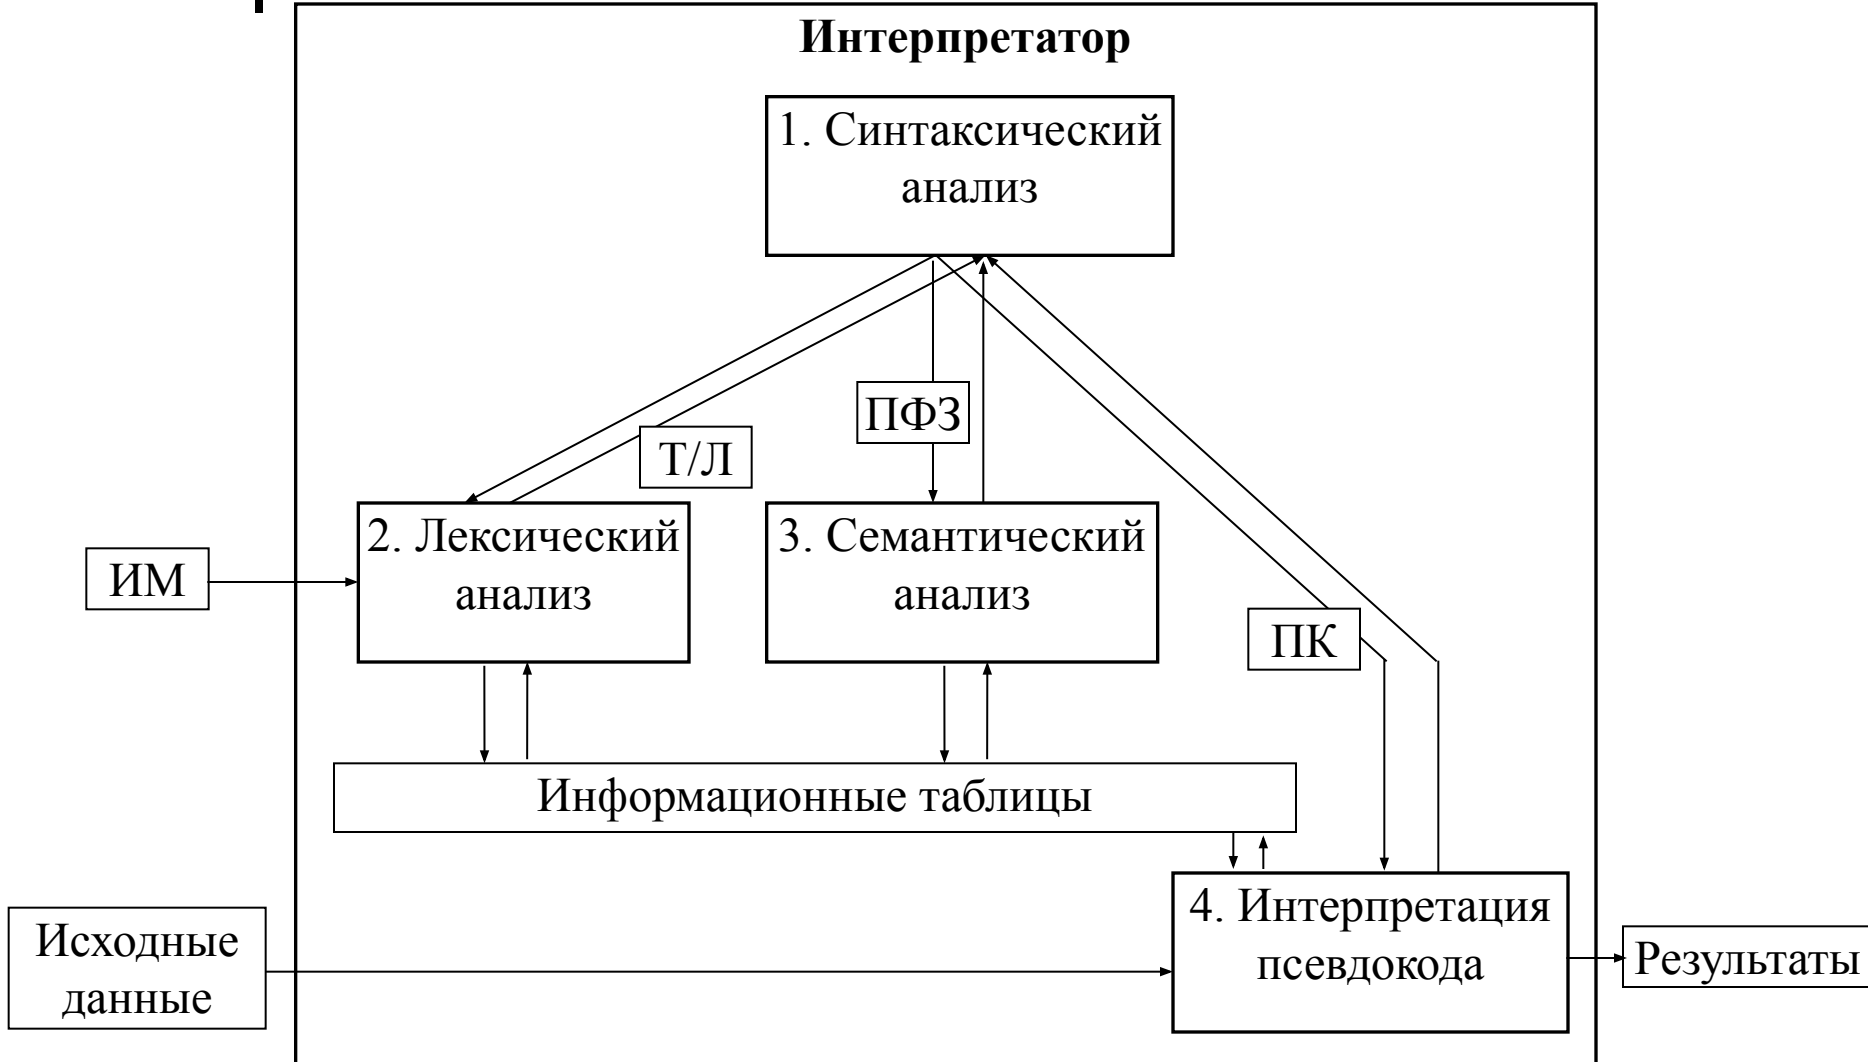 Интерпретатор
1. Синтаксический
анализ
ПФЗ
Т/Л
2. Лексический
анализ
3. Семантический
анализ
ИМ
ПК
Информационные таблицы
4. Интерпретация
псевдокода
Исходные
данные
Результаты